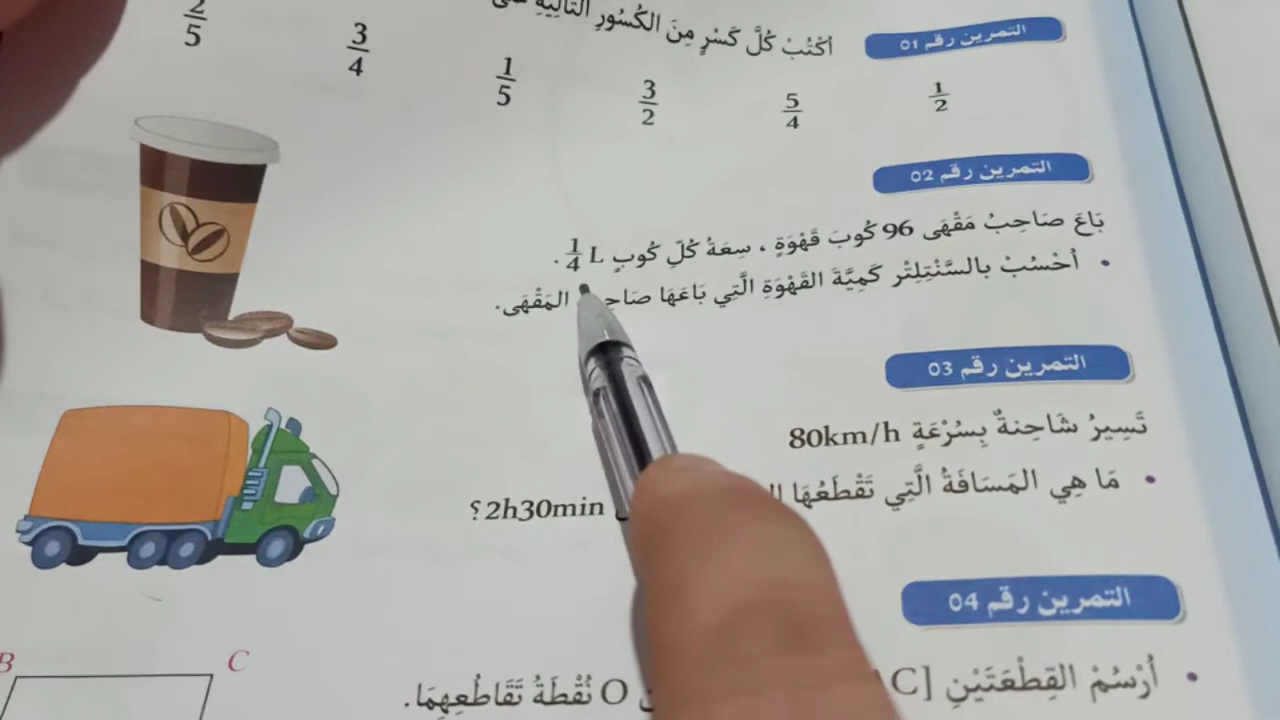 التمرين رقم 01
اُكْتُبْ كُلَّ كَسْرٍ مِنَ الكُسُورِ التَّالِيَةِ
1/2 5/4 3/2 1/5 3/4 2/5
التمرين رقم 02
بَاعَ صَاحِبُ مَقْهَى 96 كُوبَ قَهْوَةٍ ، سِعَةُ كُلِّ كُوبٍ 1/4 L .
• اُحْسُبْ بالسَّنْتِلِتْر كَمِيَّةَ القَهْوَةِ الَّتِي بَاعَهَا المَقْهَى.
التمرين رقم 03
تَسِيرُ شَاحِنةٌ بِسُرْعَةٍ 80km/h
• مَا هِي المَسَافَةُ الَّتِي تَقْطَعُهَا 2h30min ؟
التمرين رقم 04
• اُرْسُمْ القِطْعَتَيْنِ O نُقْطَةُ تَقَاطُعِهِمَا.
B C